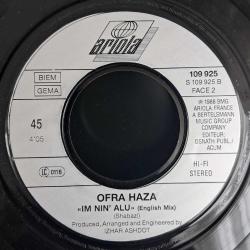 ariola
BIEM
GEMA
109 925
S 109 925 B
FACE 2
45
4'05
℗ 1988 BMG
ARIOLA, FRANCE
A BERTELSMANN
MUSIC GROUP
COMPANY
EDITEUR:
OSNATH PUBL/
ACUM
LC 0116
HI-FI
STEREO
OFRA HAZA
«IM NIN' ALU» (English Mix)
(Shabazi)
Produced, Arranged and Engineered by
IZHAR ASHDOT